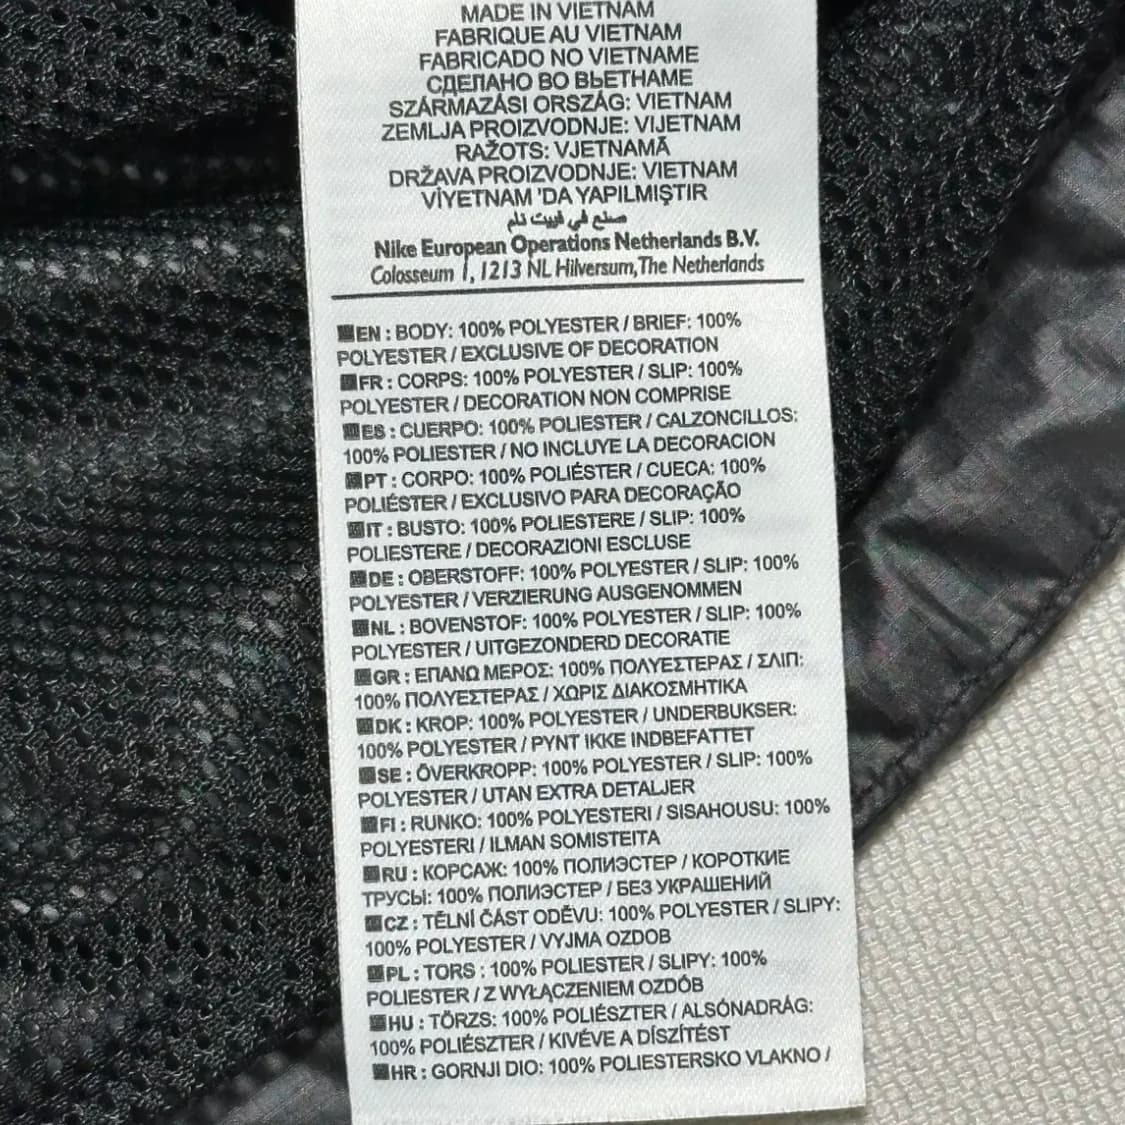 MADE IN VIETNAM
FABRIQUE AU VIETNAM
FABRICADO NO VIETNAME
СДЕПАНО ВО ВЬЕТНАМЕ
SZÁRMAZÁSI ORSZÁG: VIETNAM
ZEMLJA PROIZVODNJE: VIJETNAM
RAŽOTS: VJETNAMĀ
DRŽAVA PROIZVODNJE: VIETNAM
VİYETNAM 'DA YAPILMIŞTIR
صنع في فييت نام
Nike European Operations Netherlands B.V.
Colosseum 1, 1213 NL Hilversum, The Netherlands
EN : BODY: 100% POLYESTER / BRIEF: 100%
POLYESTER / EXCLUSIVE OF DECORATION
FR : CORPS: 100% POLYESTER / SLIP: 100%
POLYESTER / DECORATION NON COMPRISE
ES : CUERPO: 100% POLIESTER / CALZONCILLOS:
100% POLIESTER / NO INCLUYE LA DECORACION
PT : CORPO: 100% POLIÉSTER / CUECA: 100%
POLIÉSTER / EXCLUSIVO PARA DECORAÇÃO
IT : BUSTO: 100% POLIESTERE / SLIP: 100%
POLIESTERE / DECORAZIONI ESCLUSE
DE : OBERSTOFF: 100% POLYESTER / SLIP: 100%
POLYESTER / VERZIERUNG AUSGENOMMEN
NL : BOVENSTOF: 100% POLYESTER / SLIP: 100%
POLYESTER / UITGEZONDERD DECORATIE
GR : ΕΠΑΝΩ ΜΕΡΟΣ: 100% ΠΟΛΥΕΣΤΕΡΑΣ / ΣΛΙΠ:
100% ΠΟΛΥΕΣΤΕΡΑΣ / ΧΩΡΙΣ ΔΙΑΚΟΣΜΗΤΙΚΑ
DK : KROP: 100% POLYESTER / UNDERBUKSER:
100% POLYESTER / PYNT IKKE INDBEFATTET
SE : ÖVERKROPP: 100% POLYESTER / SLIP: 100%
POLYESTER / UTAN EXTRA DETALJER
FI : RUNKO: 100% POLYESTERI / SISAHOUSU: 100%
POLYESTERI / ILMAN SOMISTEITA
RU : КОРСАЖ: 100% ПОЛИЭСТЕР / КОРОТКИЕ
ТРУСЫ: 100% ПОЛИЭСТЕР / БЕЗ УКРАШЕНИЙ
CZ : TĚLNÍ ČÁST ODĚVU: 100% POLYESTER / SLIPY:
100% POLYESTER / VYJMA OZDOB
PL : TORS : 100% POLIESTER / SLIPY: 100%
POLIESTER / Z WYŁĄCZENIEM OZDÓB
HU : TÖRZS: 100% POLIÉSZTER / ALSÓNADRÁG:
100% POLIÉSZTER / KIVÉVE A DÍSZÍTÉST
HR : GORNJI DIO: 100% POLIESTERSKO VLAKNO /